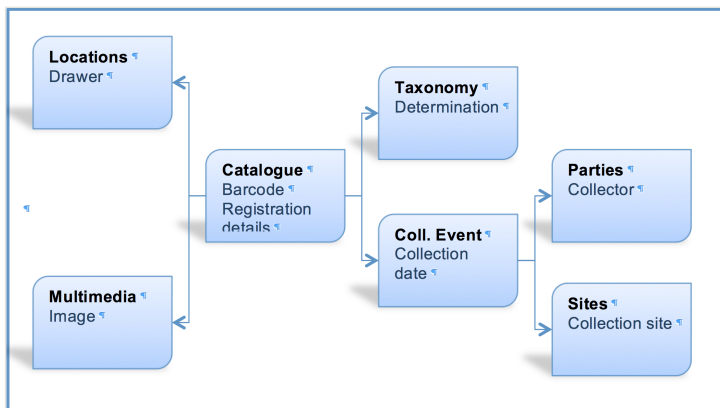 Locations ¶
Drawer ¶
Taxonomy ¶
Determination ¶
Catalogue ¶
Barcode ¶
Registration
details ¶
Parties ¶
Collector ¶
¶
Coll. Event ¶
Collection
date ¶
Multimedia ¶
Image ¶
Sites ¶
Collection site ¶